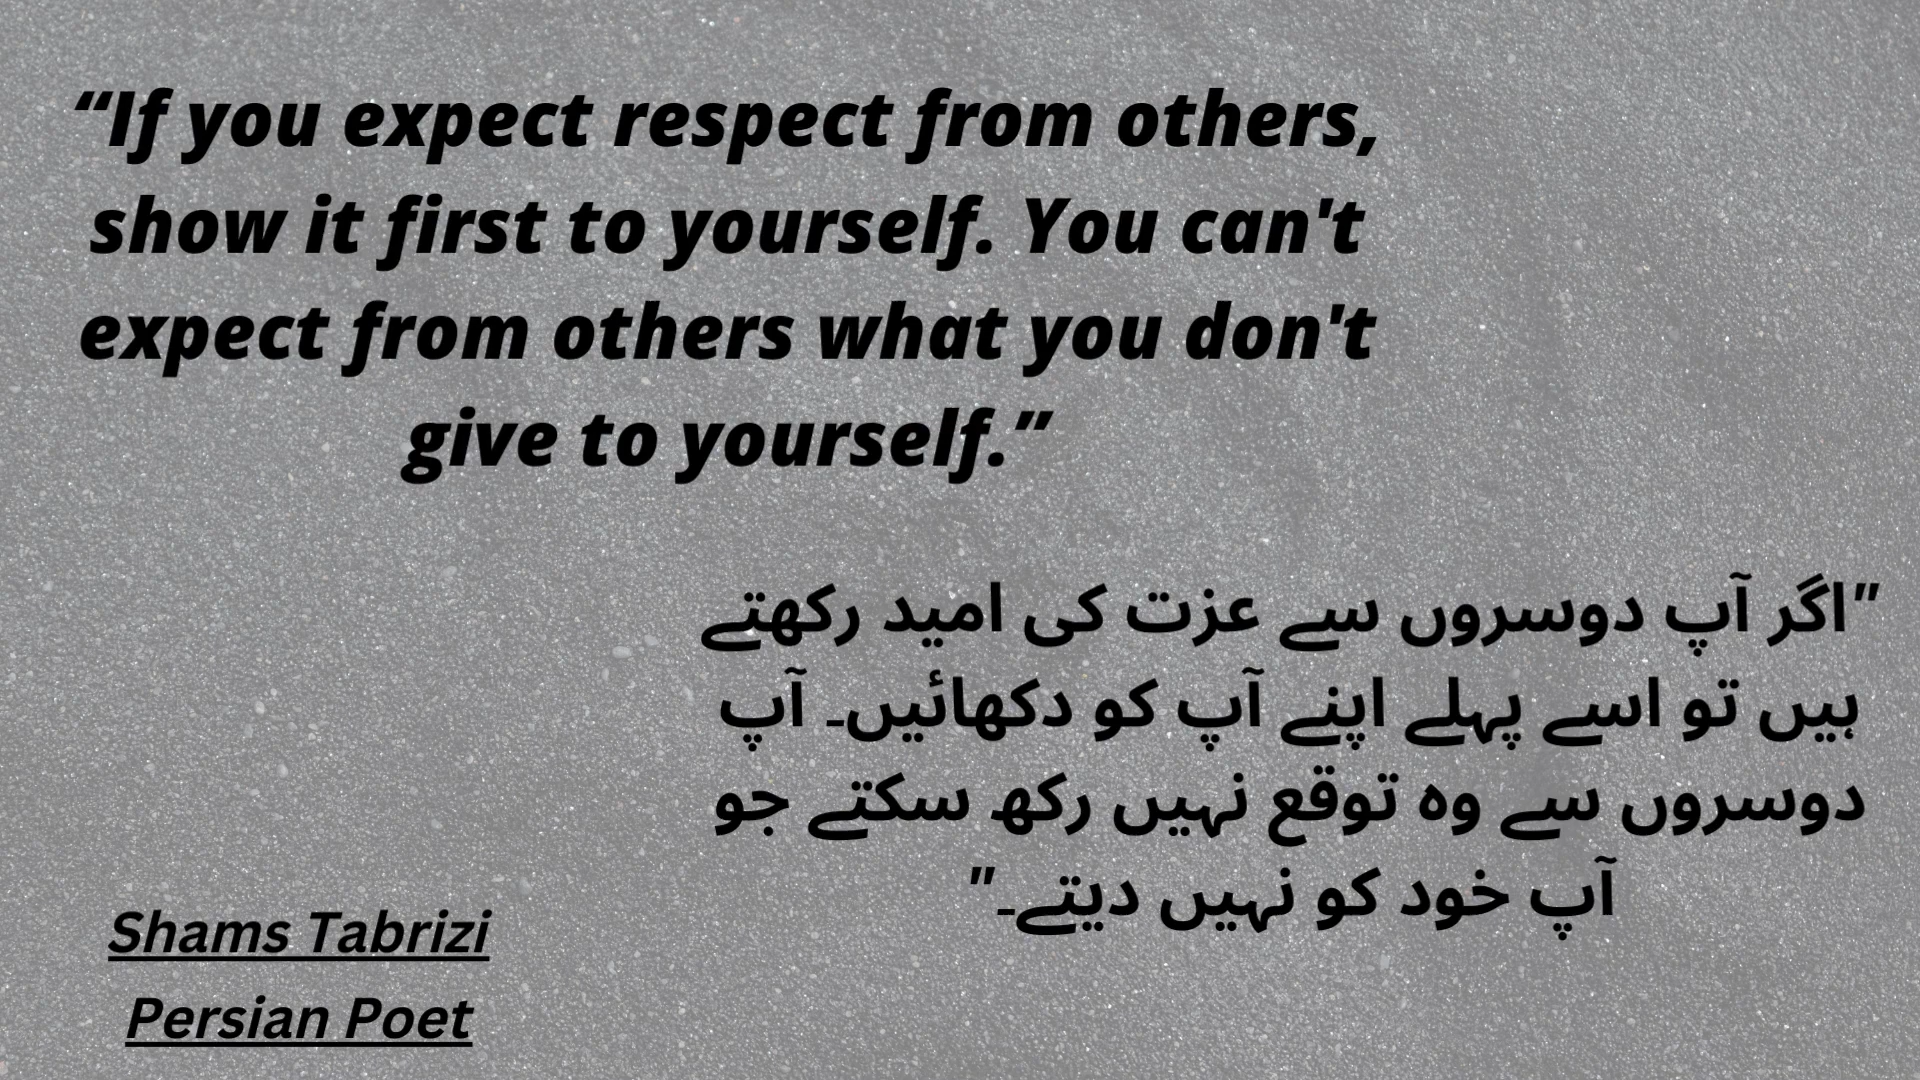 “If you expect respect from others,
show it first to yourself. You can't
expect from others what you don't
give to yourself.”
"اگر آپ دوسروں سے عزت کی امید رکھتے
ہیں تو اسے پہلے اپنے آپ کو دکھائیں۔ آپ
دوسروں سے وہ توقع نہیں رکھ سکتے جو
آپ خود کو نہیں دیتے۔"
Shams Tabrizi
Persian Poet